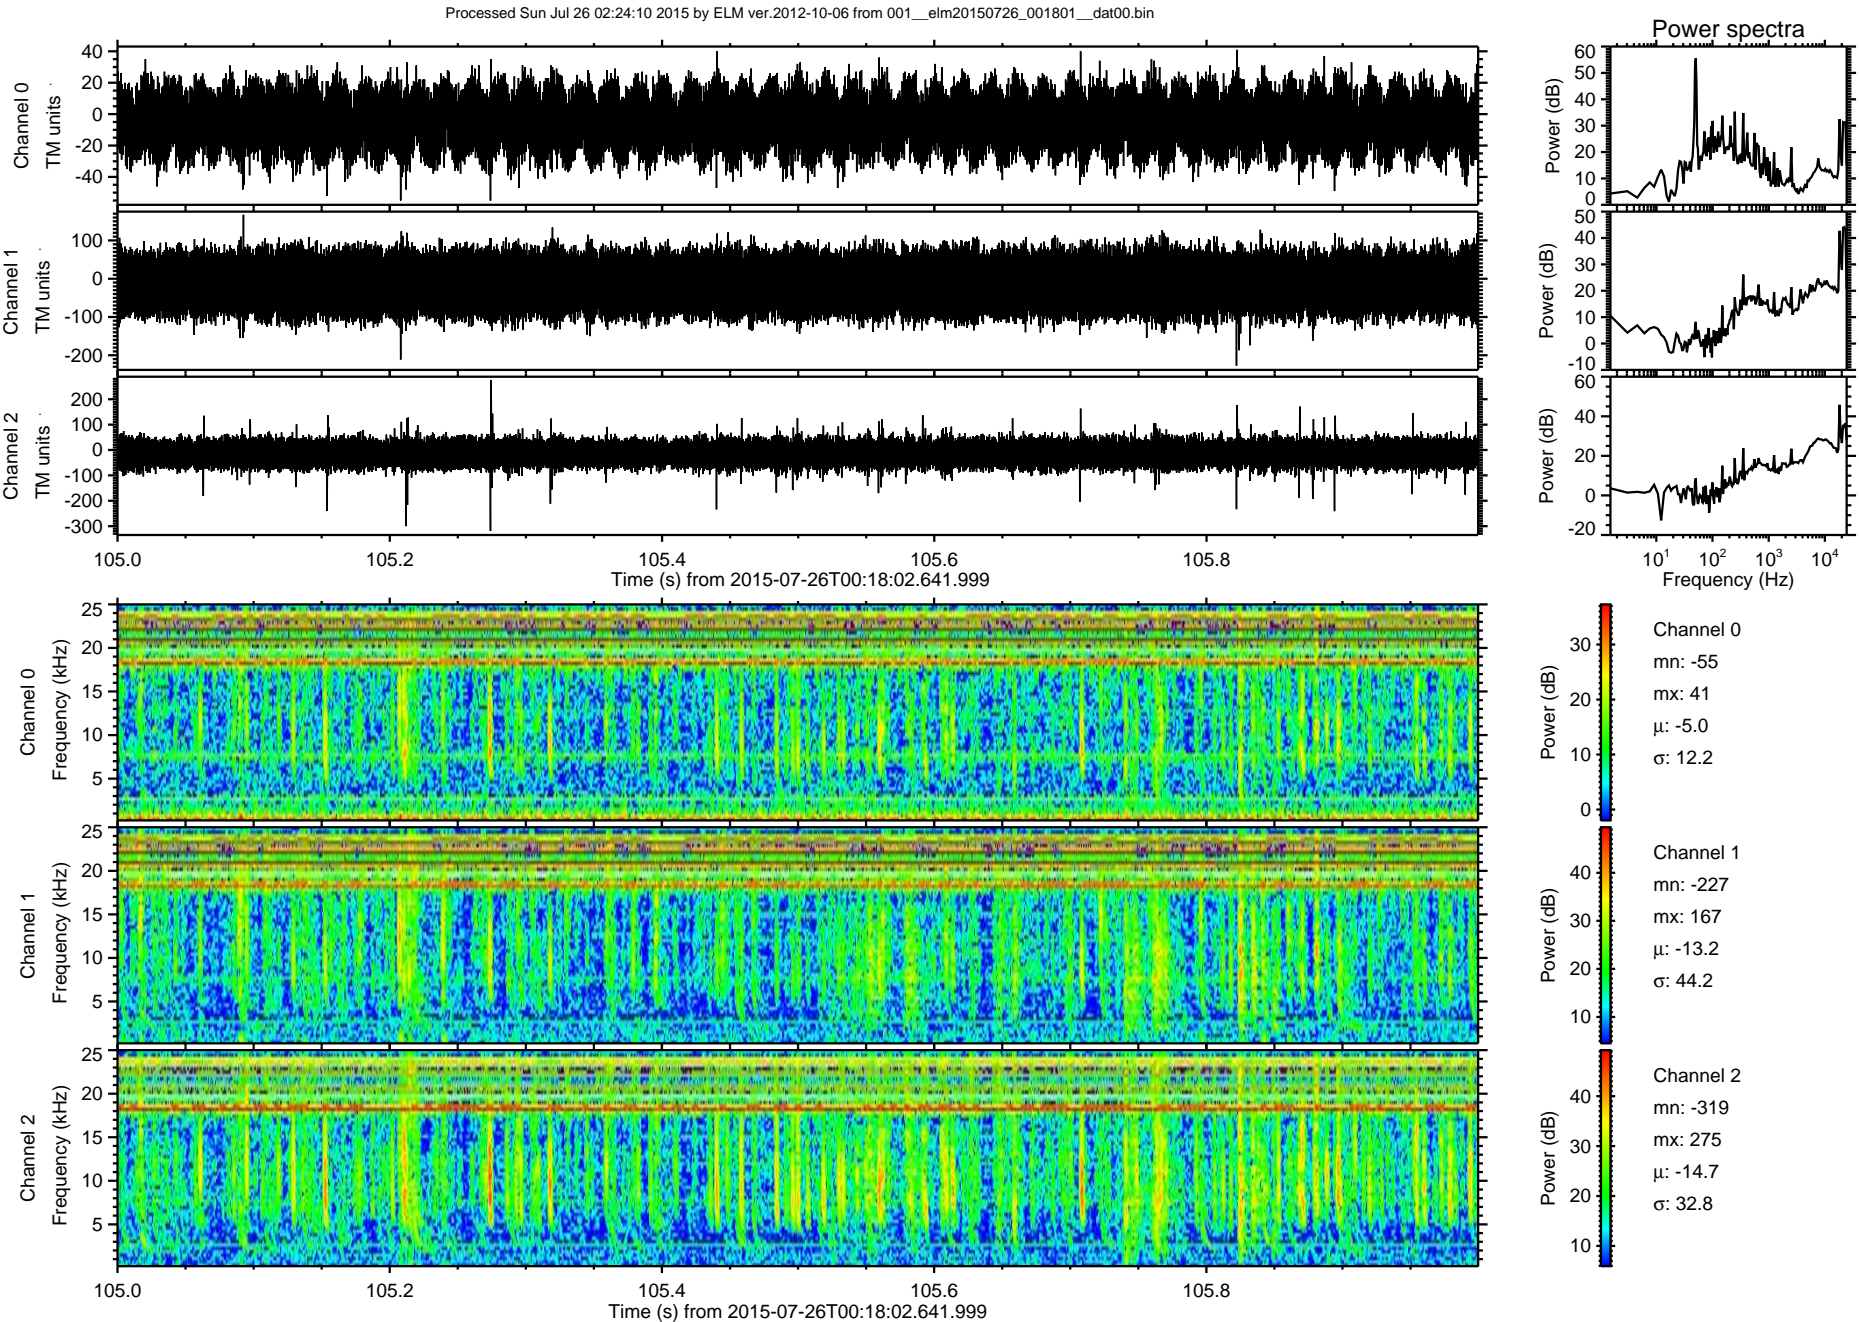 Processed Sun Jul 26 02:24:10 2015 by ELM ver.2012-10-06 from 001__elm20150726_001801__dat00.bin
Power spectra
Channel 0
TM units
40
20
0
-20
-40
Power (dB)
60
50
40
30
20
10
0
Channel 1
TM units
100
0
-100
-200
Power (dB)
50
40
30
20
10
0
-10
Channel 2
TM units
200
100
0
-100
-200
-300
Power (dB)
60
40
20
0
-20
105.0 105.2 105.4 105.6 105.8
Time (s) from 2015-07-26T00:18:02.641.999
10^1 10^2 10^3 10^4
Frequency (Hz)
Channel 0
Frequency (kHz)
25
20
15
10
5
Power (dB)
30
20
10
0
Channel 0
mn: -55
mx: 41
μ: -5.0
σ: 12.2
Channel 1
Frequency (kHz)
25
20
15
10
5
Power (dB)
40
30
20
10
Channel 1
mn: -227
mx: 167
μ: -13.2
σ: 44.2
Channel 2
Frequency (kHz)
25
20
15
10
5
Power (dB)
40
30
20
10
Channel 2
mn: -319
mx: 275
μ: -14.7
σ: 32.8
105.0 105.2 105.4 105.6 105.8
Time (s) from 2015-07-26T00:18:02.641.999